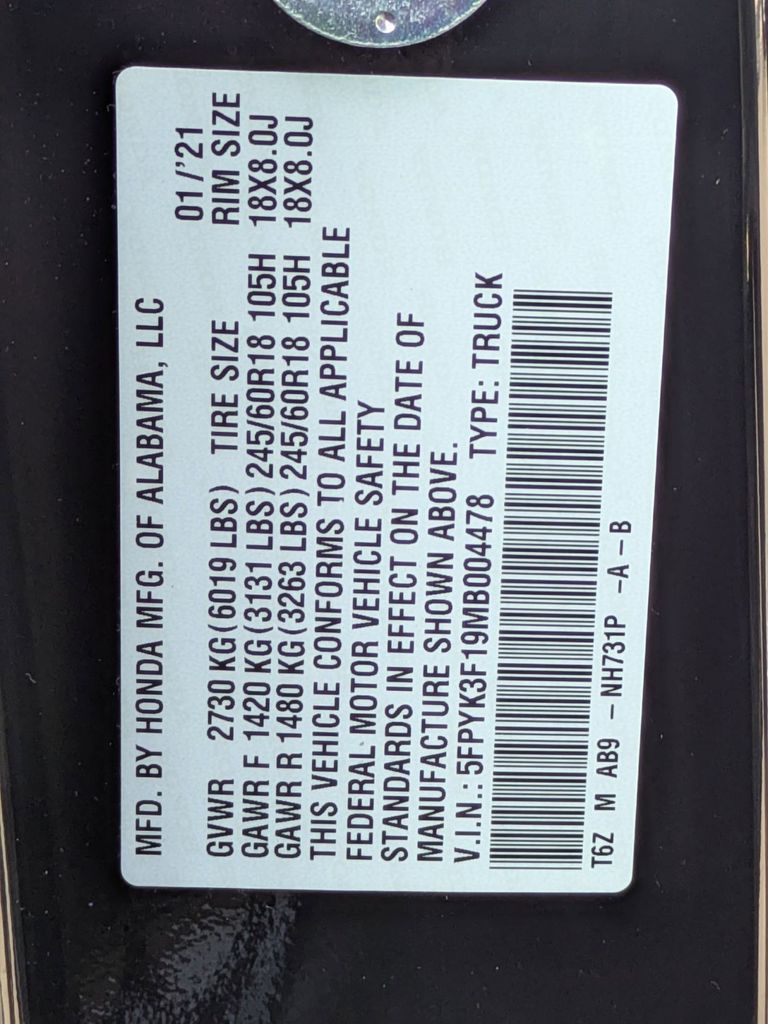 MFD. BY HONDA MFG. OF ALABAMA, LLC
01/'21
GVWR 2730 KG(6019 LBS) TIRE SIZE RIM SIZE
GAWR F 1420 KG(3131 LBS) 245/60R18 105H 18X8.0J
GAWR R 1480 KG(3263 LBS) 245/60R18 105H 18X8.0J
THIS VEHICLE CONFORMS TO ALL APPLICABLE
FEDERAL MOTOR VEHICLE SAFETY
STANDARDS IN EFFECT ON THE DATE OF
MANUFACTURE SHOWN ABOVE.
V.I.N.: 5FPYK3F19MB004478 TYPE: TRUCK
T6Z M AB9 - NH731P -A - B